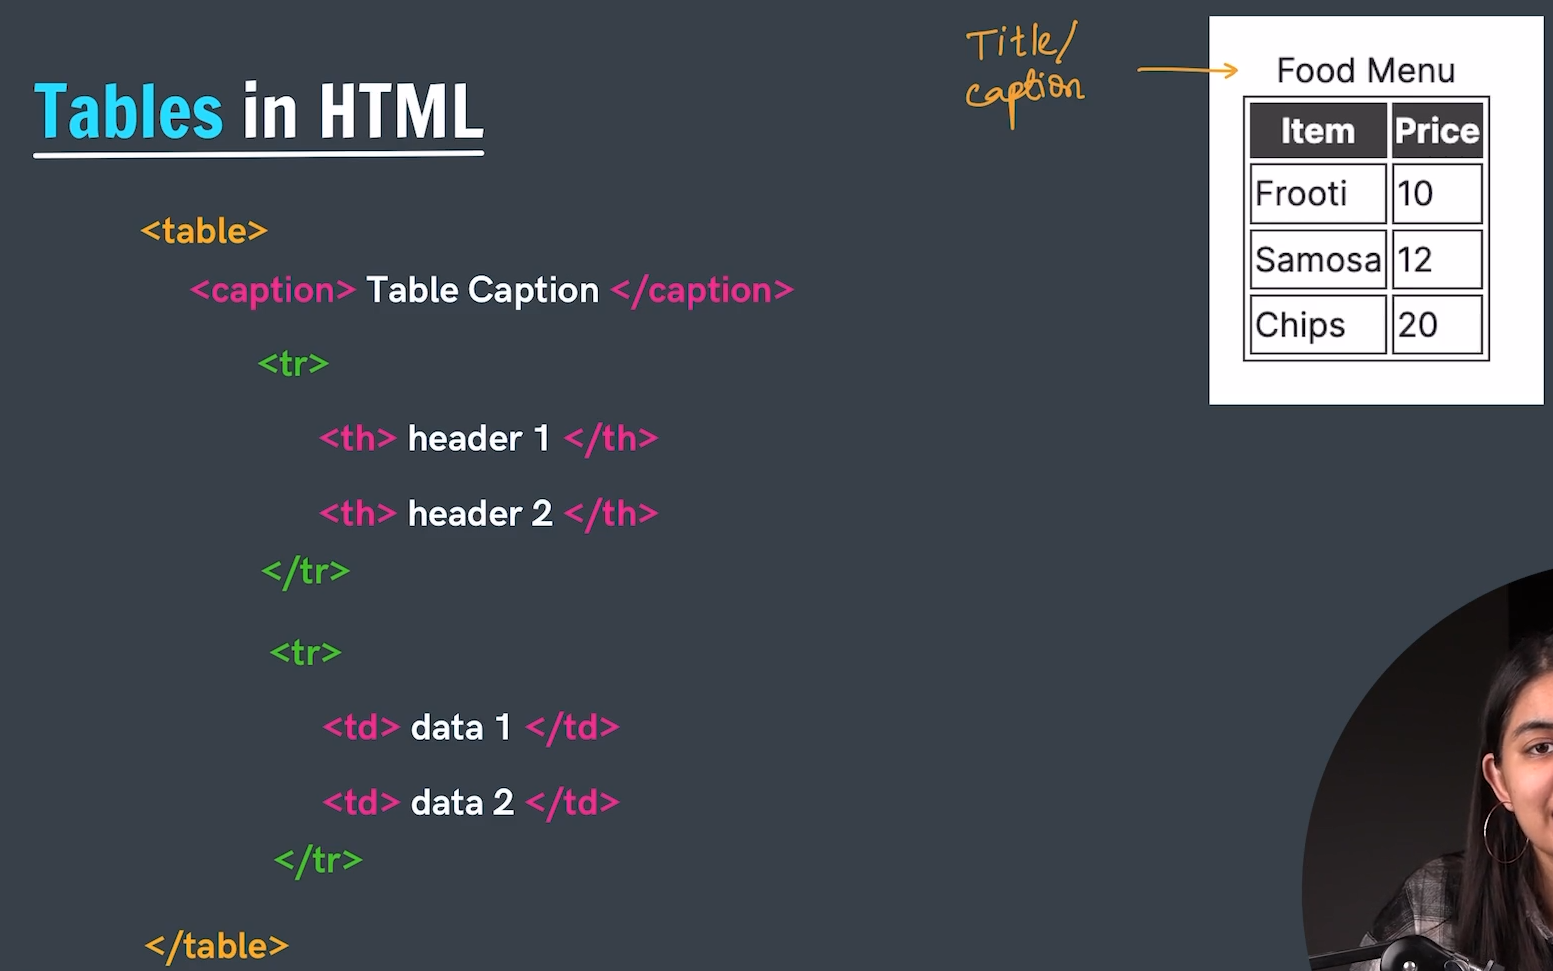 Tables in HTML
<table>
<caption> Table Caption </caption>
<tr>
<th> header 1 </th>
<th> header 2 </th>
</tr>
<tr>
<td> data 1 </td>
<td> data 2 </td>
</tr>
</table>
Title/
caption
Food Menu
Item Price
Frooti 10
Samosa 12
Chips 20